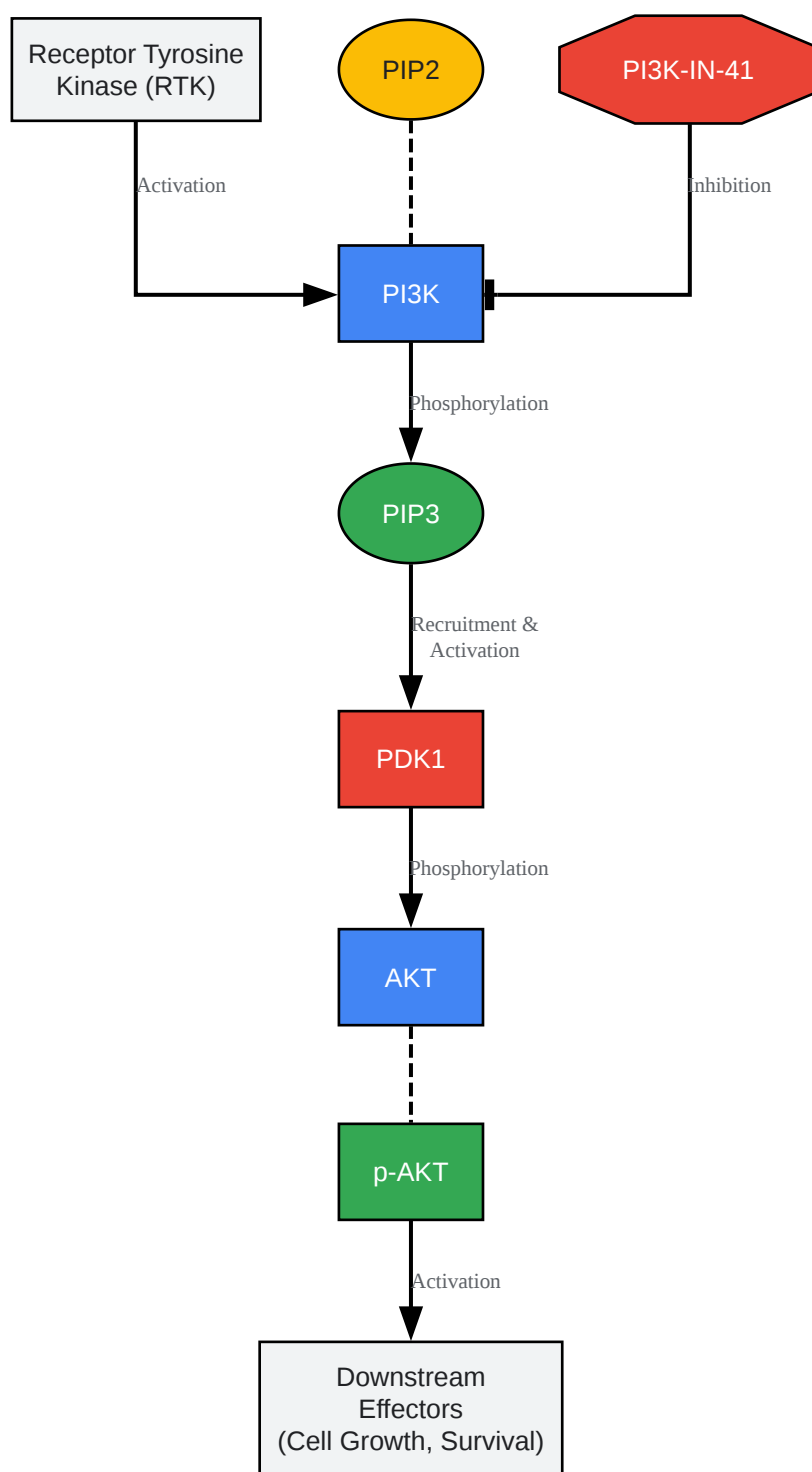 Receptor Tyrosine
Kinase (RTK)
PIP2
PI3K-IN-41
Activation
Inhibition
PI3K
Phosphorylation
PIP3
Recruitment &
Activation
PDK1
Phosphorylation
AKT
p-AKT
Activation
Downstream
Effectors
(Cell Growth, Survival)